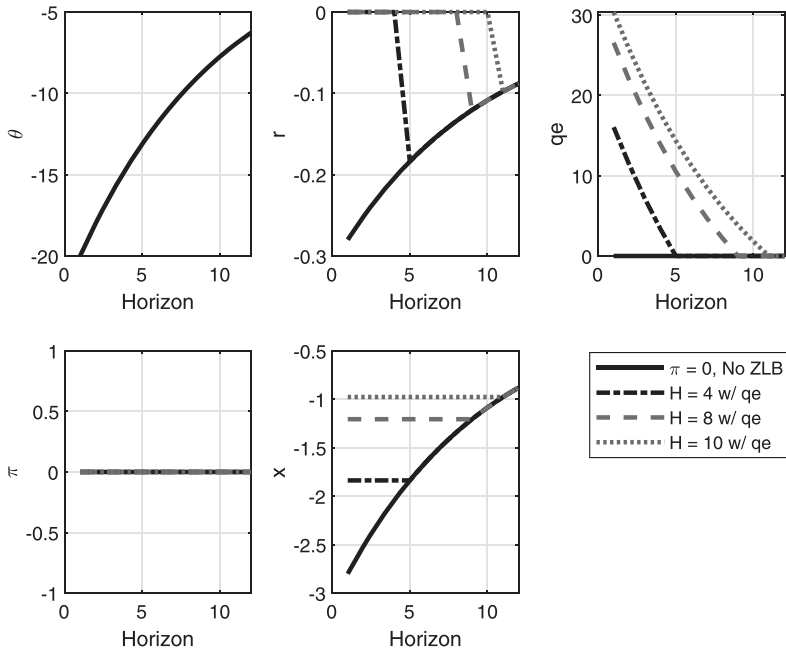 -5
-10
-15
-20
θ
0
5
10
Horizon
0
-0.1
-0.2
-0.3
r
0
5
10
Horizon
30
20
10
0
qe
0
5
10
Horizon
1
0.5
0
-0.5
-1
π
0
5
10
Horizon
-0.5
-1
-1.5
-2
-2.5
-3
x
0
5
10
Horizon
π = 0, No ZLB
H = 4 w/ qe
H = 8 w/ qe
H = 10 w/ qe